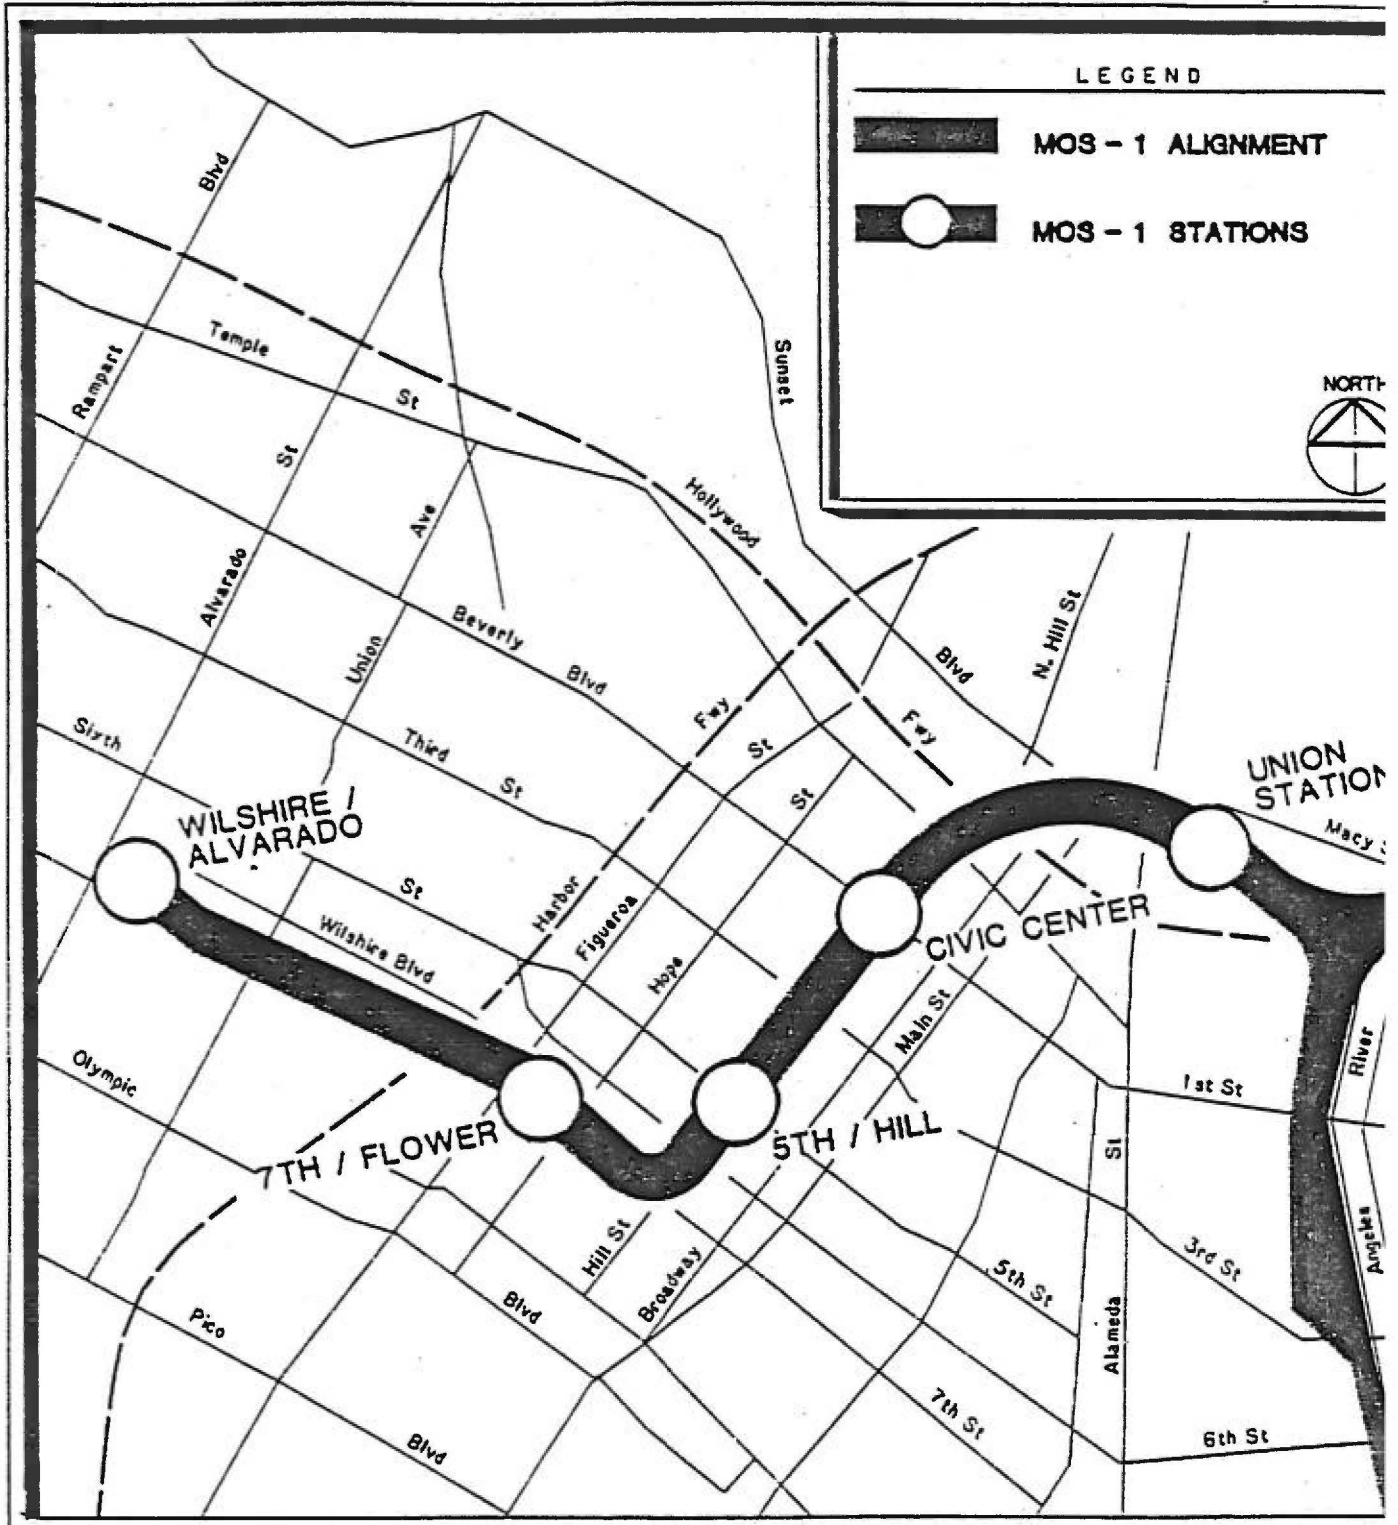 LEGEND
MOS - 1 ALIGNMENT
MOS - 1 STATIONS
NORTH
Blvd
Rampart
Temple
St
St
Alvarado
Ave
Union
Sunset
Blvd
Hollywood
Fwy
Beverly
Blvd
N. Hill St
Fwy
Harbor
Sixth
St
Third
St
St
Figueroa
St
Hope
UNION
STATION
Macy S
WILSHIRE /
ALVARADO
Wilshire Blvd
CIVIC CENTER
Main St
River
Angeles
Olympic
Blvd
1st St
7TH / FLOWER
5TH / HILL
St
Alameda
Hill St
Broadway
5th St
3rd St
Pico
Blvd
7th St
6th St